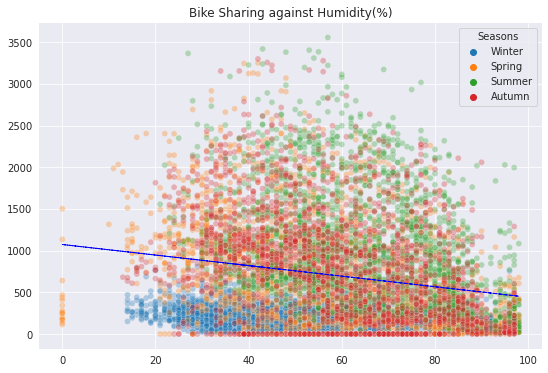 Bike Sharing against Humidity(%)
Seasons
Winter
Spring
Summer
Autumn
3500
3000
2500
2000
1500
1000
500
0
0 20 40 60 80 100